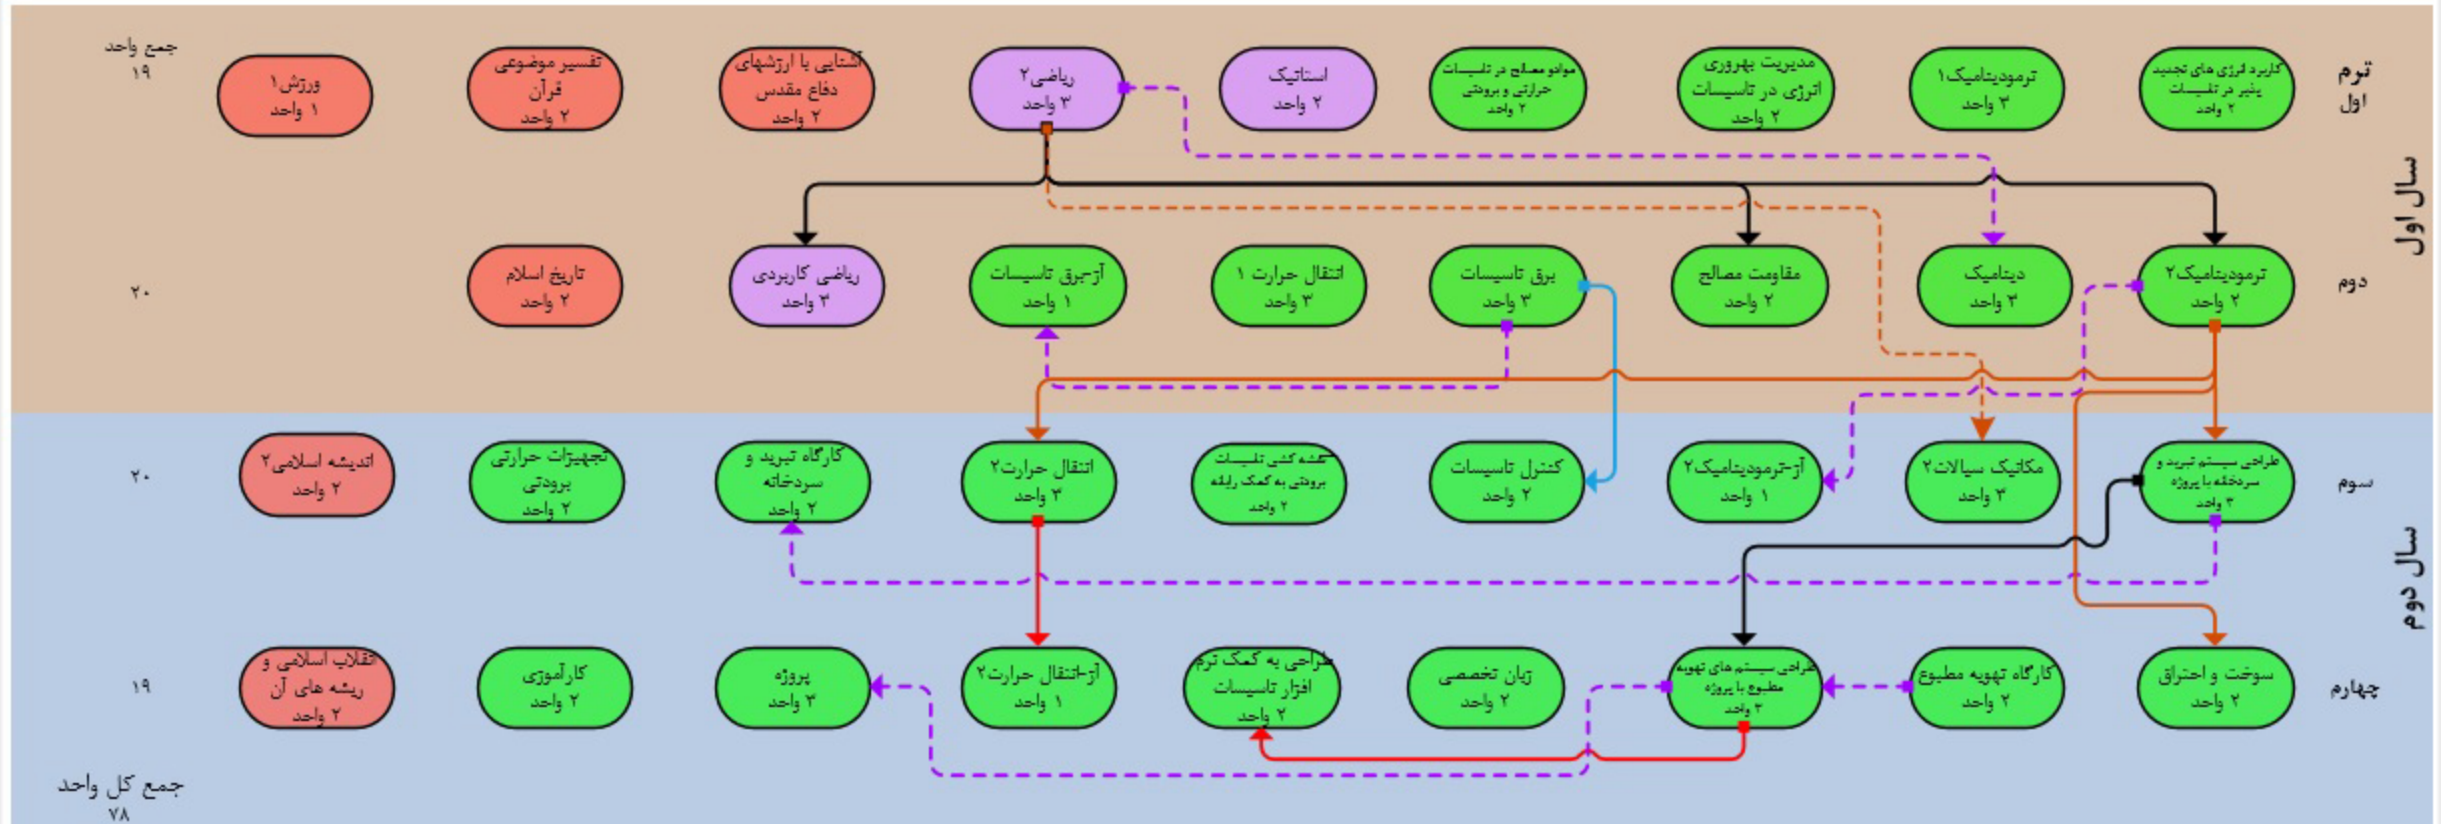 ترم
اول
کاربرد انرژی های تجدید
پذیر در تاسیسات
۲ واحد
ترمودینامیک۱
۳ واحد
مدیریت بهروری
انرژی در تاسیسات
۲ واحد
موادو مصالح در تاسیسات
حرارتی و برودتی
۲ واحد
استاتیک
۲ واحد
ریاضی۲
۳ واحد
آشنایی با ارزشهای
دفاع مقدس
۲ واحد
تفسیر موضوعی
قرآن
۲ واحد
ورزش۱
۱ واحد
جمع واحد
۱۹
سال اول
دوم
ترمودینامیک۲
۲ واحد
دینامیک
۳ واحد
مقاومت مصالح
۲ واحد
برق تاسیسات
۳ واحد
انتقال حرارت ۱
۳ واحد
آز-برق تاسیسات
۱ واحد
ریاضی کاربردی
۳ واحد
تاریخ اسلام
۲ واحد
۲۰
سوم
طراحی سیستم تبرید و
سردخانه با پروژه
۳ واحد
مکانیک سیالات۲
۳ واحد
آز-ترمودینامیک۲
۱ واحد
کنترل تاسیسات
۲ واحد
نقشه کشی تاسیسات
برودتی به کمک رایانه
۲ واحد
انتقال حرارت۲
۳ واحد
کارگاه تبرید و
سردخانه
۲ واحد
تجهیزات حرارتی
برودتی
۲ واحد
اندیشه اسلامی۲
۲ واحد
۲۰
سال دوم
چهارم
سوخت و احتراق
۲ واحد
کارگاه تهویه مطبوع
۲ واحد
طراحی سیستم های تهویه
مطبوع با پروژه
۳ واحد
زبان تخصصی
۲ واحد
طراحی به کمک نرم
افزار تاسیسات
۲ واحد
آز-انتقال حرارت۲
۱ واحد
پروژه
۳ واحد
کارآموزی
۲ واحد
انقلاب اسلامی و
ریشه های آن
۲ واحد
۱۹
جمع کل واحد
۷۸